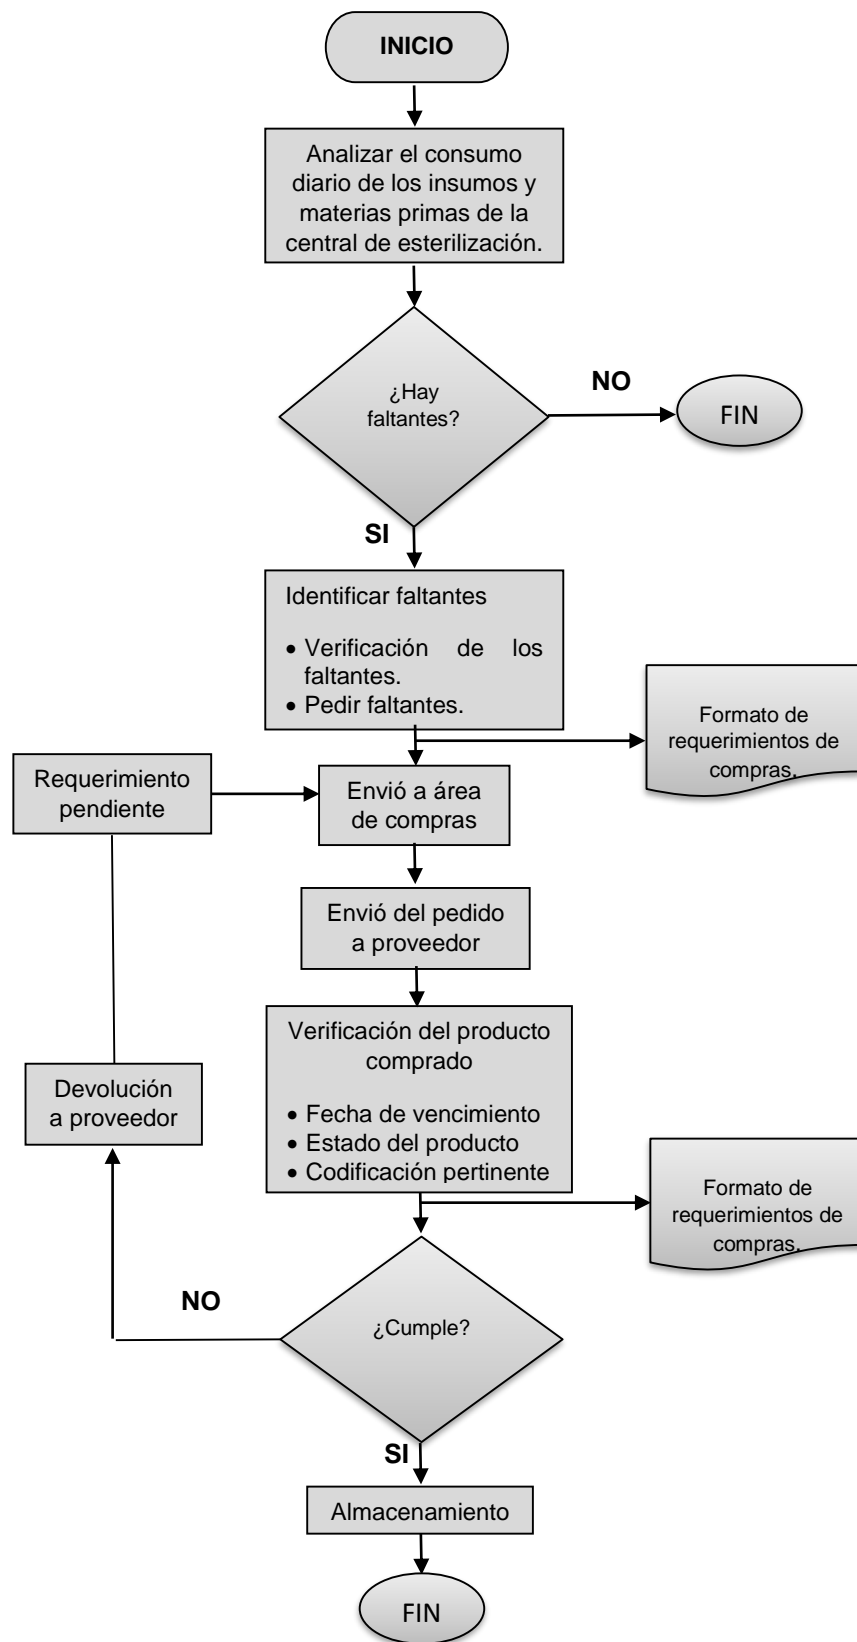 INICIO
Analizar el consumo
diario de los insumos y
materias primas de la
central de esterilización.
¿Hay
faltantes?
NO
FIN
SI
Identificar faltantes
• Verificación de los
faltantes.
• Pedir faltantes.
Formato de
requerimientos de
compras.
Requerimiento
pendiente
Envió a área
de compras
Envió del pedido
a proveedor
Verificación del producto
comprado
• Fecha de vencimiento
• Estado del producto
• Codificación pertinente
Devolución
a proveedor
Formato de
requerimientos de
compras.
NO
¿Cumple?
SI
Almacenamiento
FIN